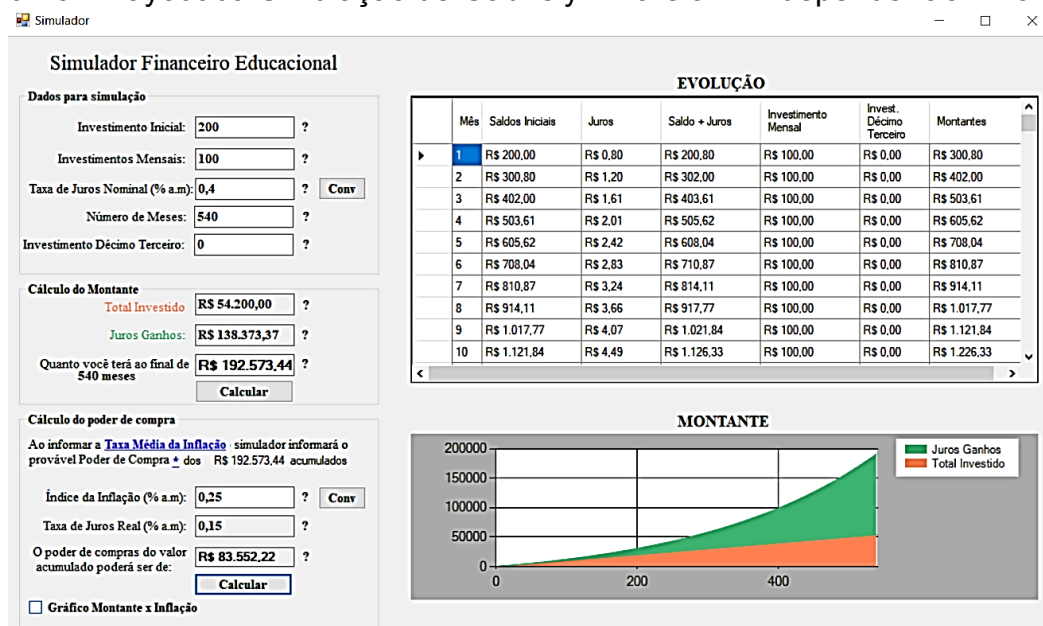 Simulador
Simulador Financeiro Educacional
Dados para simulação
Investimento Inicial: 200 ?
Investimentos Mensais: 100 ?
Taxa de Juros Nominal (% a.m): 0,4 ? Conv
Número de Meses: 540 ?
Investimento Décimo Terceiro: 0 ?
Cálculo do Montante
Total Investido R$ 54.200,00 ?
Juros Ganhos: R$ 138.373,37 ?
Quanto você terá ao final de
540 meses
R$ 192.573,44 ?
Calcular
Cálculo do poder de compra
Ao informar a Taxa Média da Inflação simulador informará o
provável Poder de Compra * dos R$ 192.573,44 acumulados
Índice da Inflação (% a.m): 0,25 ? Conv
Taxa de Juros Real (% a.m): 0,15 ?
O poder de compras do valor
acumulado poderá ser de:
R$ 83.552,22 ?
Calcular
Gráfico Montante x Inflação
EVOLUÇÃO
Mês Saldos Iniciais Juros Saldo + Juros Investimento Mensal Invest. Décimo Terceiro Montantes
1 R$ 200,00 R$ 0,80 R$ 200,80 R$ 100,00 R$ 0,00 R$ 300,80
2 R$ 300,80 R$ 1,20 R$ 302,00 R$ 100,00 R$ 0,00 R$ 402,00
3 R$ 402,00 R$ 1,61 R$ 403,61 R$ 100,00 R$ 0,00 R$ 503,61
4 R$ 503,61 R$ 2,01 R$ 505,62 R$ 100,00 R$ 0,00 R$ 605,62
5 R$ 605,62 R$ 2,42 R$ 608,04 R$ 100,00 R$ 0,00 R$ 708,04
6 R$ 708,04 R$ 2,83 R$ 710,87 R$ 100,00 R$ 0,00 R$ 810,87
7 R$ 810,87 R$ 3,24 R$ 814,11 R$ 100,00 R$ 0,00 R$ 914,11
8 R$ 914,11 R$ 3,66 R$ 917,77 R$ 100,00 R$ 0,00 R$ 1.017,77
9 R$ 1.017,77 R$ 4,07 R$ 1.021,84 R$ 100,00 R$ 0,00 R$ 1.121,84
10 R$ 1.121,84 R$ 4,49 R$ 1.126,33 R$ 100,00 R$ 0,00 R$ 1.226,33
MONTANTE
200000
150000
100000
50000
0
0 200 400
Juros Ganhos
Total Investido